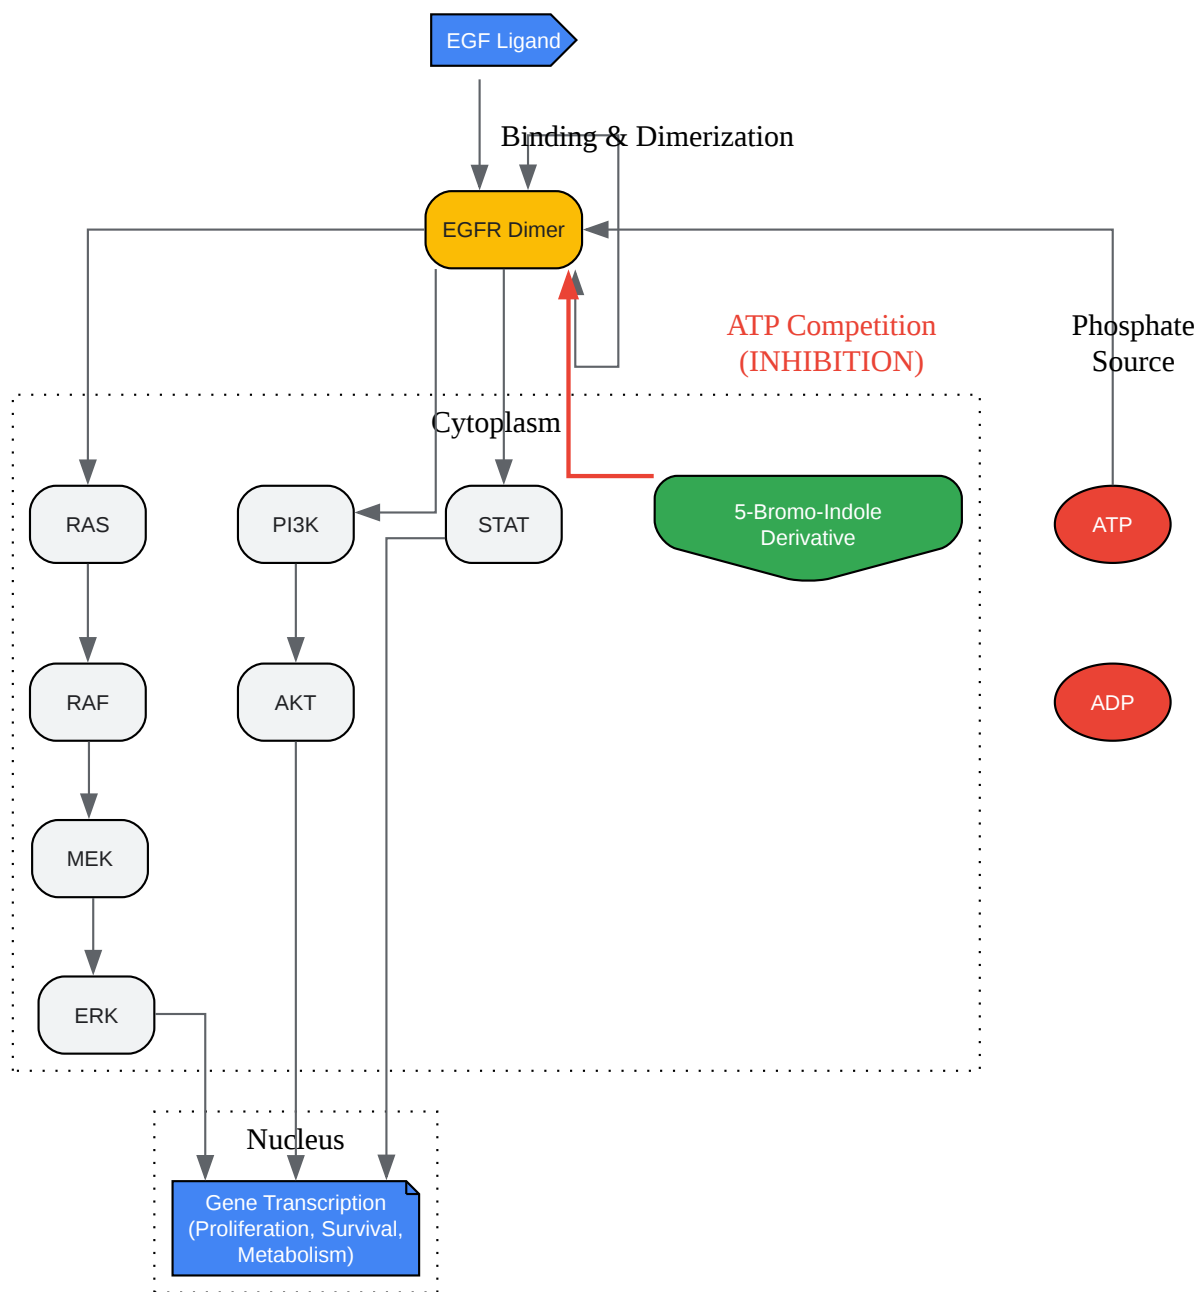 EGF Ligand
Binding & Dimerization
EGFR Dimer
ATP Competition
(INHIBITION)
Phosphate
Source
Cytoplasm
RAS
PI3K
STAT
5-Bromo-Indole
Derivative
ATP
RAF
AKT
ADP
MEK
ERK
Nucleus
Gene Transcription
(Proliferation, Survival,
Metabolism)